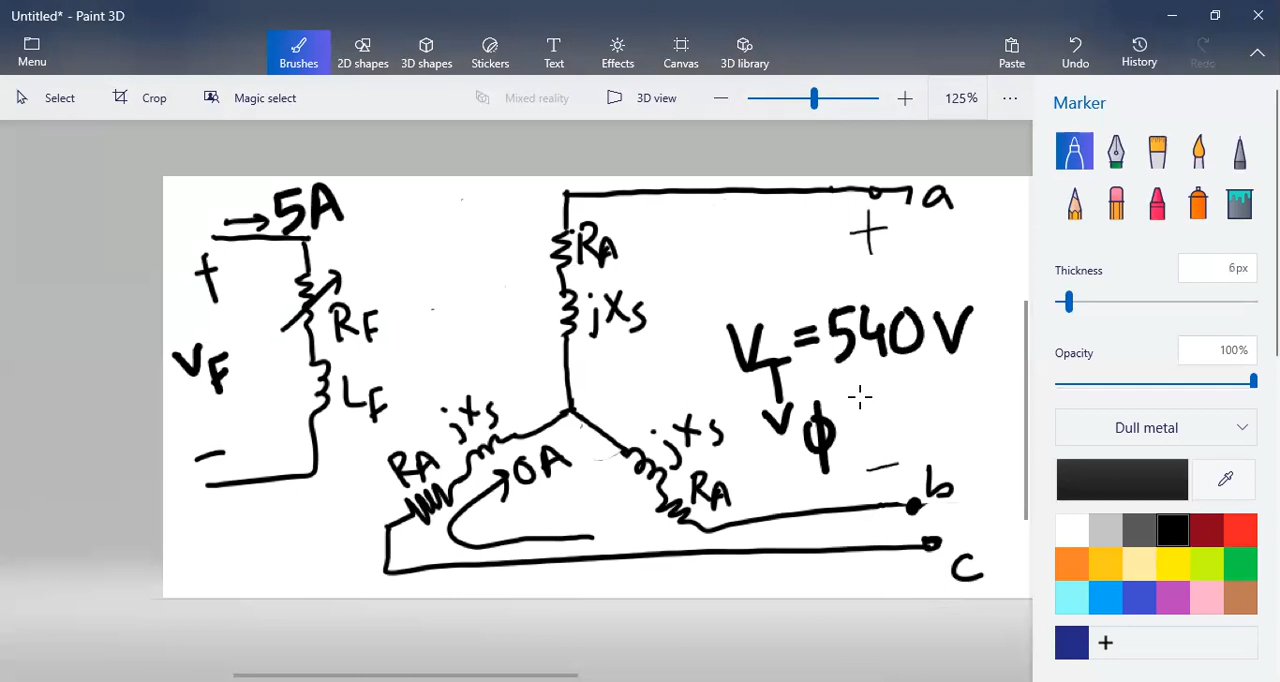 Untitled* - Paint 3D
Menu
Brushes
2D shapes
3D shapes
Stickers
Text
Effects
Canvas
3D library
Paste
Undo
History
Redo
Select
Crop
Magic select
Mixed reality
3D view
125%
Marker
Thickness
6px
Opacity
100%
Dull metal
5A
+
RF
VF
LF
−
RA
jXs
jXs
RA
0A
jXs
RA
a
+
VT = 540V
Vϕ
−
b
c